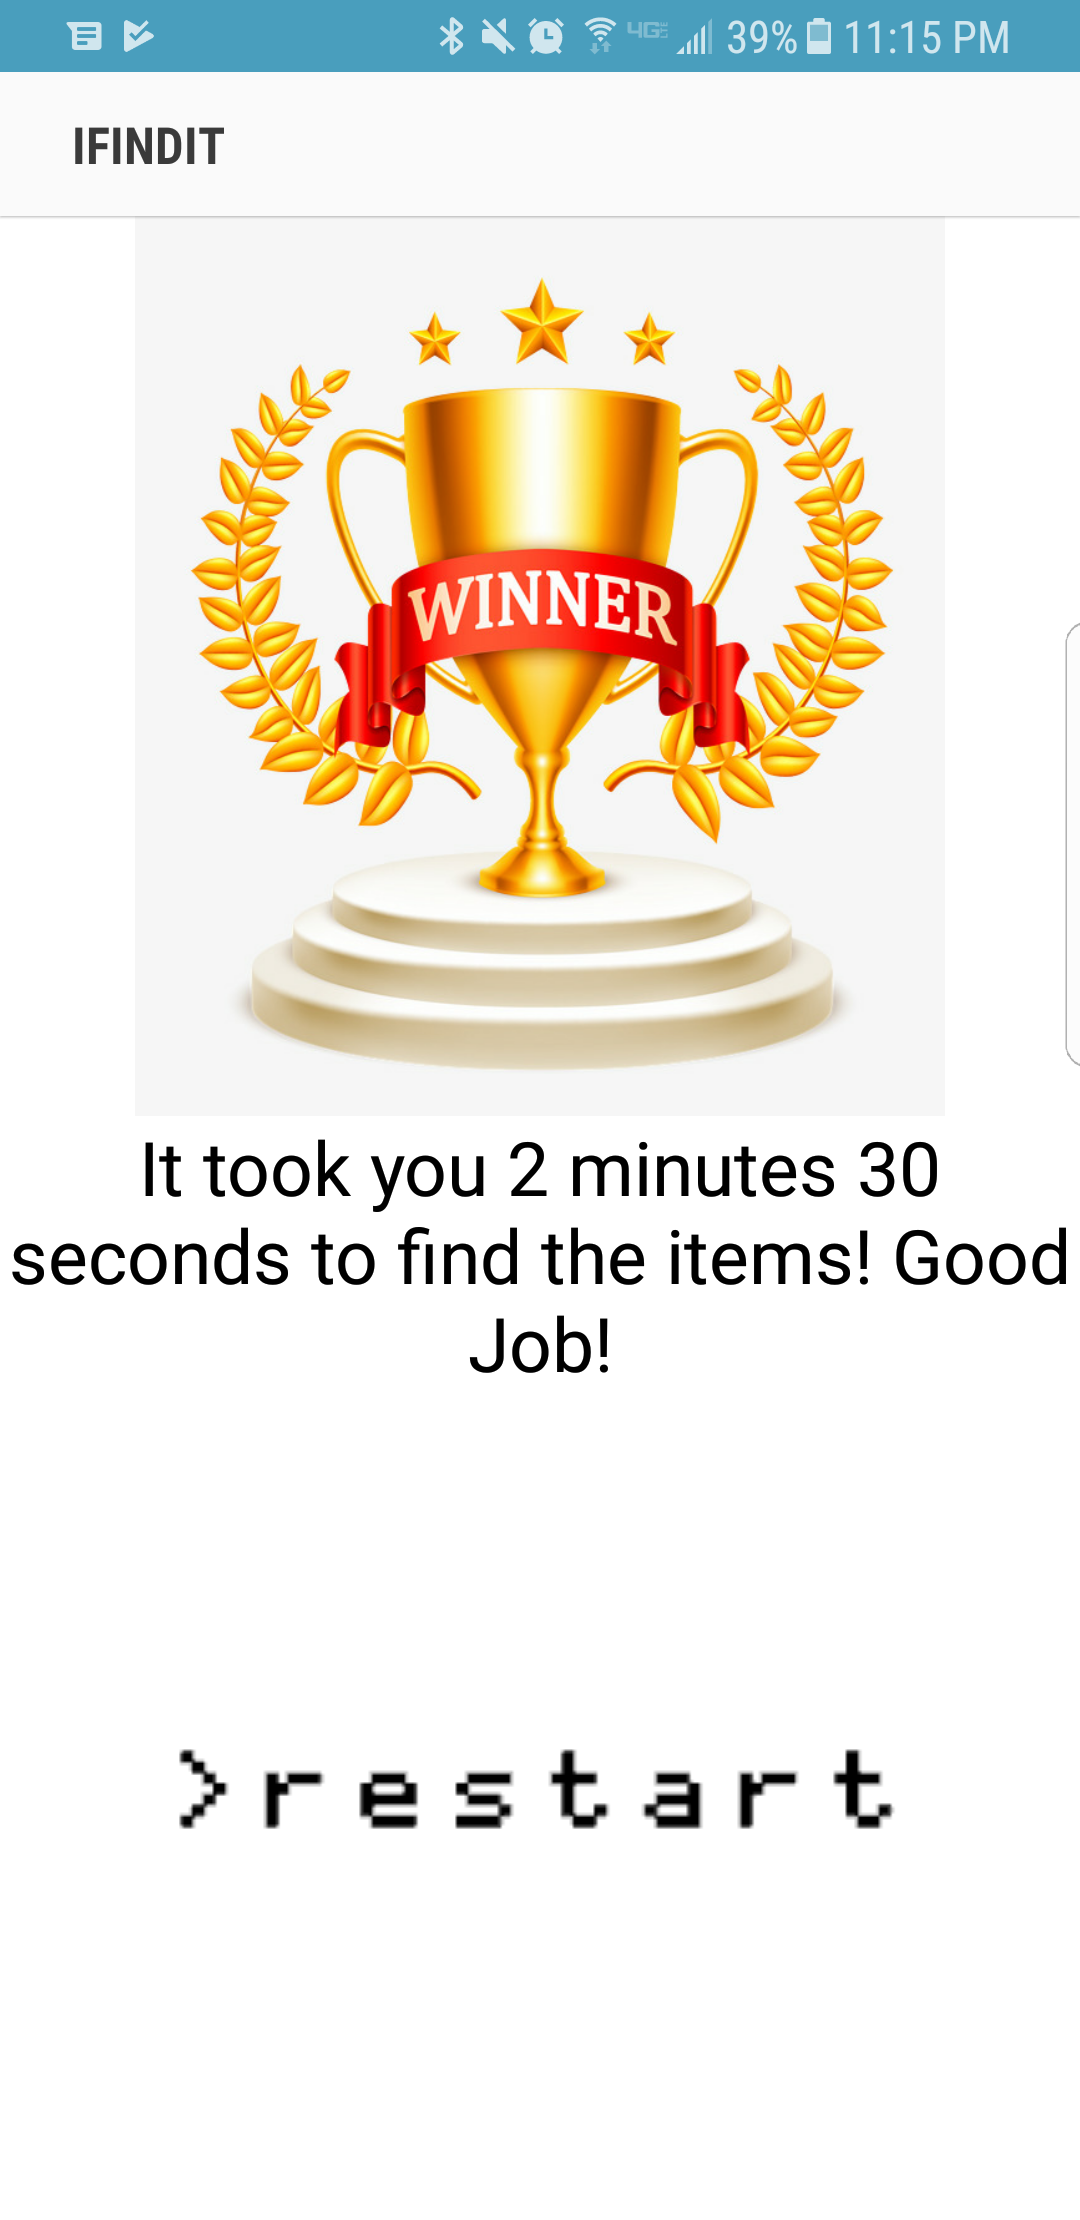 4GE 39% 11:15 PM
IFINDIT
WINNER
It took you 2 minutes 30
seconds to find the items! Good
Job!
>restart